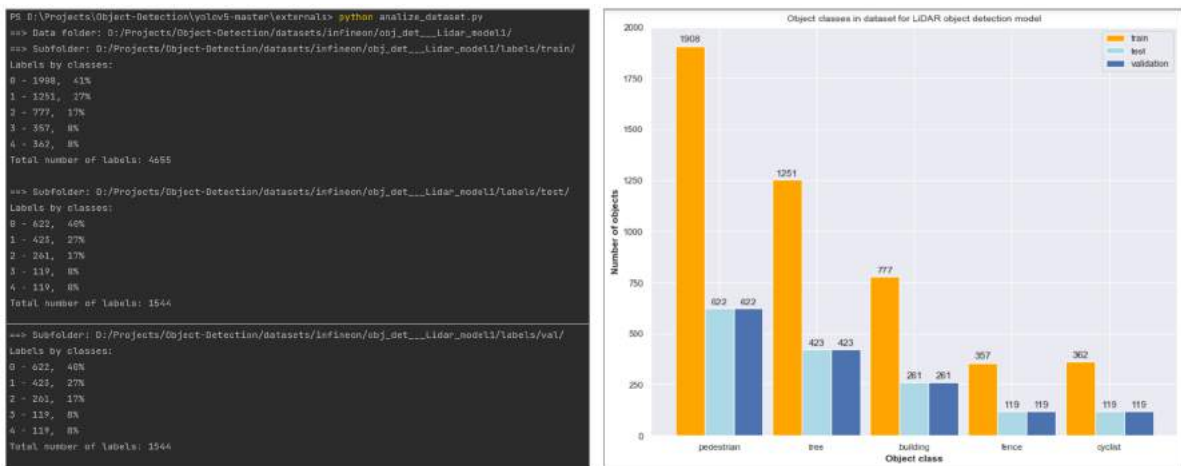 PS D:\Projects\Object-Detection\yolov5-master\externals> python analize_dataset.py
==> Data folder: D:/Projects/Object-Detection/datasets/infineon/obj_det___Lidar_model1/
==> Subfolder: D:/Projects/Object-Detection/datasets/infineon/obj_det___Lidar_model1/labels/train/
Labels by classes:
0 - 1908, 41%
1 - 1251, 27%
2 - 777, 17%
3 - 357, 8%
4 - 362, 8%
Total number of labels: 4655
==> Subfolder: D:/Projects/Object-Detection/datasets/infineon/obj_det___Lidar_model1/labels/test/
Labels by classes:
0 - 622, 40%
1 - 423, 27%
2 - 261, 17%
3 - 119, 8%
4 - 119, 8%
Total number of labels: 1544
==> Subfolder: D:/Projects/Object-Detection/datasets/infineon/obj_det___Lidar_model1/labels/val/
Labels by classes:
0 - 622, 40%
1 - 423, 27%
2 - 261, 17%
3 - 119, 8%
4 - 119, 8%
Total number of labels: 1544
Object classes in dataset for LiDAR object detection model
train
test
validation
Number of objects
2000
1750
1500
1250
1000
750
500
250
0
1908
622 622
1251
423 423
777
261 261
357
119 119
362
119 119
pedestrian tree building fence cyclist
Object class